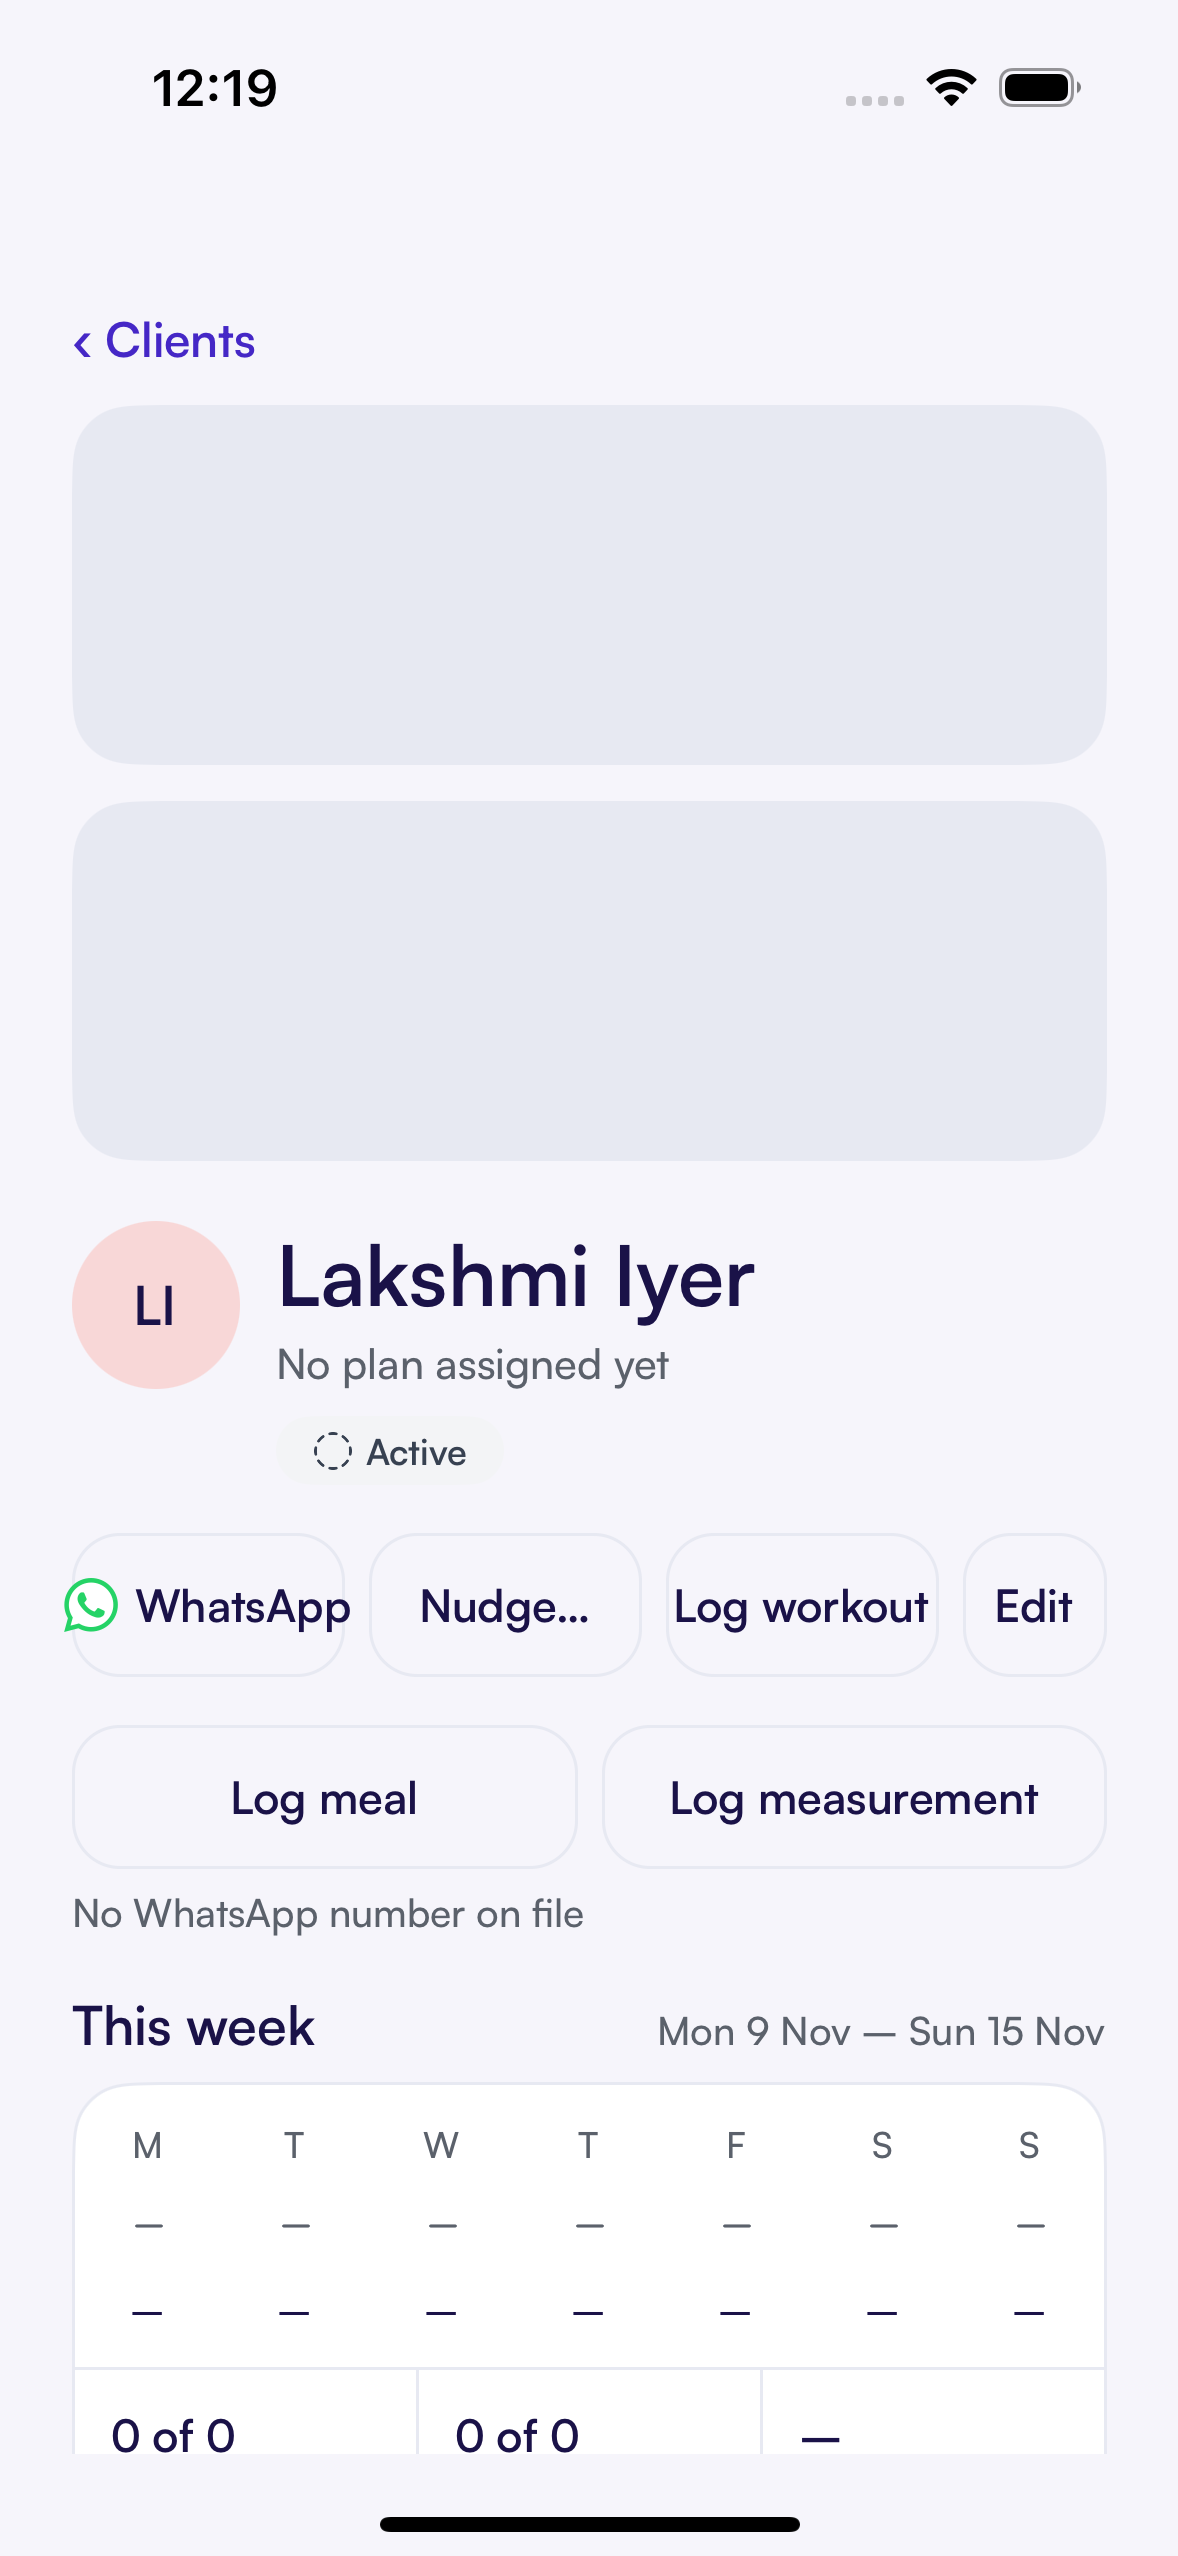 12:19
‹ Clients
LI
Lakshmi Iyer
No plan assigned yet
Active
WhatsApp Nudge... Log workout Edit
Log meal Log measurement
No WhatsApp number on file
This week Mon 9 Nov — Sun 15 Nov
M T W T F S S
– – – – – – –
— — — — — — —
0 of 0 0 of 0 —